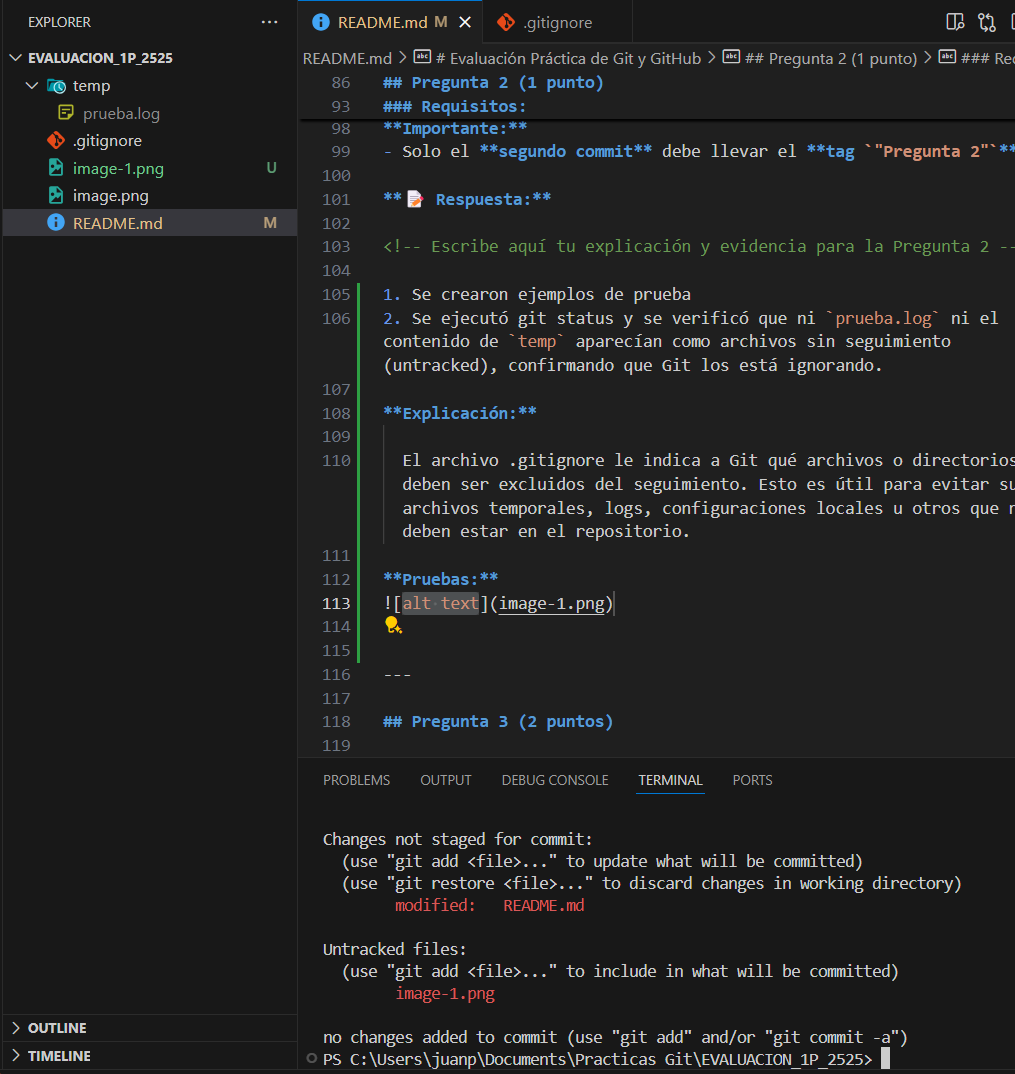 EXPLORER
EVALUACION_1P_2525
temp
prueba.log
.gitignore
image-1.png U
image.png
README.md M
OUTLINE
TIMELINE
README.md M
.gitignore
README.md > # Evaluación Práctica de Git y GitHub > ## Pregunta 2 (1 punto) > ### Rec
86 ## Pregunta 2 (1 punto)
93 ### Requisitos:
98 **Importante:**
99 - Solo el **segundo commit** debe llevar el **tag `"Pregunta 2"`**
100
101 **📝 Respuesta:**
102
103 <!-- Escribe aquí tu explicación y evidencia para la Pregunta 2 --
104
105 1. Se crearon ejemplos de prueba
106 2. Se ejecutó git status y se verificó que ni `prueba.log` ni el
contenido de `temp` aparecían como archivos sin seguimiento
(untracked), confirmando que Git los está ignorando.
107
108 **Explicación:**
109
110 El archivo .gitignore le indica a Git qué archivos o directorios
deben ser excluidos del seguimiento. Esto es útil para evitar su
archivos temporales, logs, configuraciones locales u otros que n
deben estar en el repositorio.
111
112 **Pruebas:**
113 ![alt text](image-1.png)
114
115
116 ---
117
118 ## Pregunta 3 (2 puntos)
119
PROBLEMS OUTPUT DEBUG CONSOLE TERMINAL PORTS
Changes not staged for commit:
(use "git add <file>..." to update what will be committed)
(use "git restore <file>..." to discard changes in working directory)
modified: README.md
Untracked files:
(use "git add <file>..." to include in what will be committed)
image-1.png
no changes added to commit (use "git add" and/or "git commit -a")
PS C:\Users\juanp\Documents\Practicas Git\EVALUACION_1P_2525>